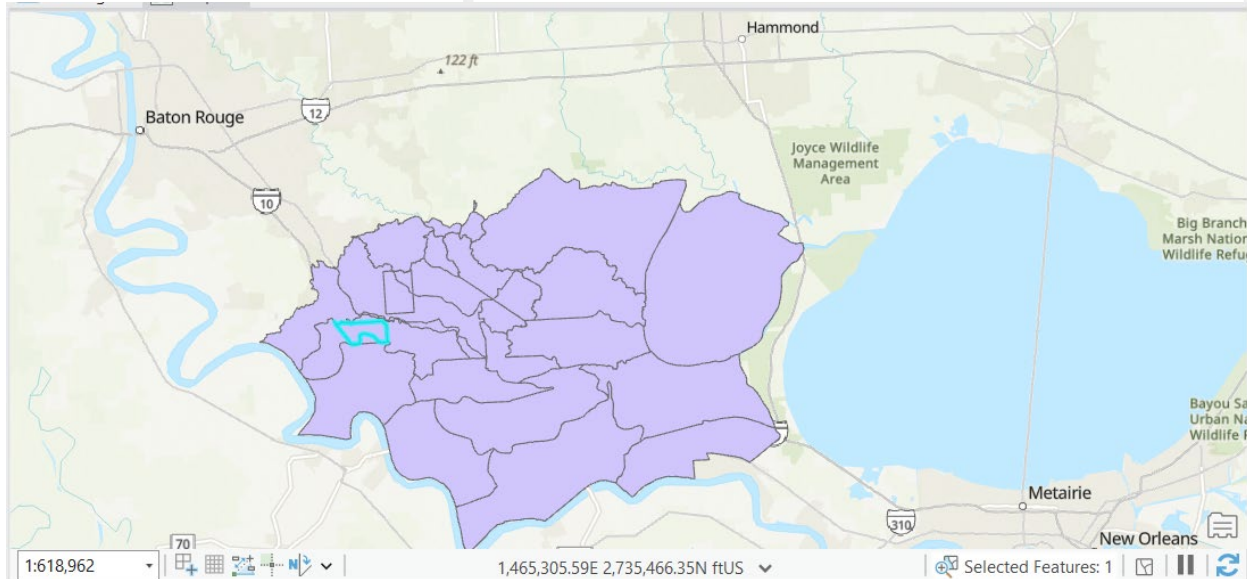 Hammond
122 ft
12
Baton Rouge
Joyce Wildlife
Management
Area
10
Big Branch
Marsh Nation
Wildlife Refu
Bayou Sa
Urban Na
Wildlife R
Metairie
310
New Orleans
70
1:618,962
N
1,465,305.59E 2,735,466.35N ftUS
Selected Features: 1